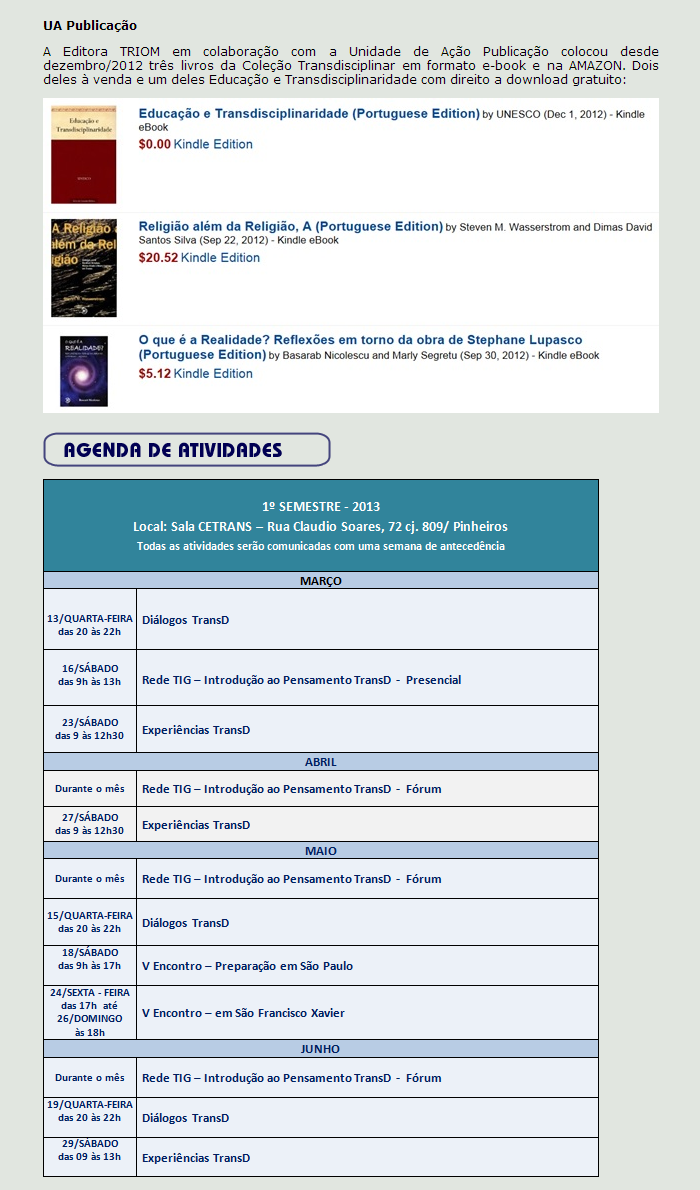 UA Publicação
A Editora TRIOM em colaboração com a Unidade de Ação Publicação colocou desde
dezembro/2012 três livros da Coleção Transdisciplinar em formato e-book e na AMAZON. Dois
deles à venda e um deles Educação e Transdisciplinaridade com direito a download gratuito:
Educação e
Transdisciplinaridade
UNESCO
Educação e Transdisciplinaridade (Portuguese Edition) by UNESCO (Dec 1, 2012) - Kindle
eBook
$0.00 Kindle Edition
A Religião a
além da Rel
igião
Religião além da Religião, A (Portuguese Edition) by Steven M. Wasserstrom and Dimas David
Santos Silva (Sep 22, 2012) - Kindle eBook
$20.52 Kindle Edition
O QUE É A
REALIDADE?
O que é a Realidade? Reflexões em torno da obra de Stephane Lupasco
(Portuguese Edition) by Basarab Nicolescu and Marly Segretu (Sep 30, 2012) - Kindle eBook
$5.12 Kindle Edition
AGENDA DE ATIVIDADES
1º SEMESTRE - 2013
Local: Sala CETRANS – Rua Claudio Soares, 72 cj. 809/ Pinheiros
Todas as atividades serão comunicadas com uma semana de antecedência
MARÇO
13/QUARTA-FEIRA
das 20 às 22h
Diálogos TransD
16/SÁBADO
das 9h às 13h
Rede TIG – Introdução ao Pensamento TransD - Presencial
23/SÁBADO
das 9 às 12h30
Experiências TransD
ABRIL
Durante o mês
Rede TIG – Introdução ao Pensamento TransD - Fórum
27/SÁBADO
das 9 às 12h30
Experiências TransD
MAIO
Durante o mês
Rede TIG – Introdução ao Pensamento TransD - Fórum
15/QUARTA-FEIRA
das 20 às 22h
Diálogos TransD
18/SÁBADO
das 9h às 17h
V Encontro – Preparação em São Paulo
24/SEXTA - FEIRA
das 17h até
26/DOMINGO
às 18h
V Encontro – em São Francisco Xavier
JUNHO
Durante o mês
Rede TIG – Introdução ao Pensamento TransD - Fórum
19/QUARTA-FEIRA
das 20 às 22h
Diálogos TransD
29/SÁBADO
das 09 às 13h
Experiências TransD